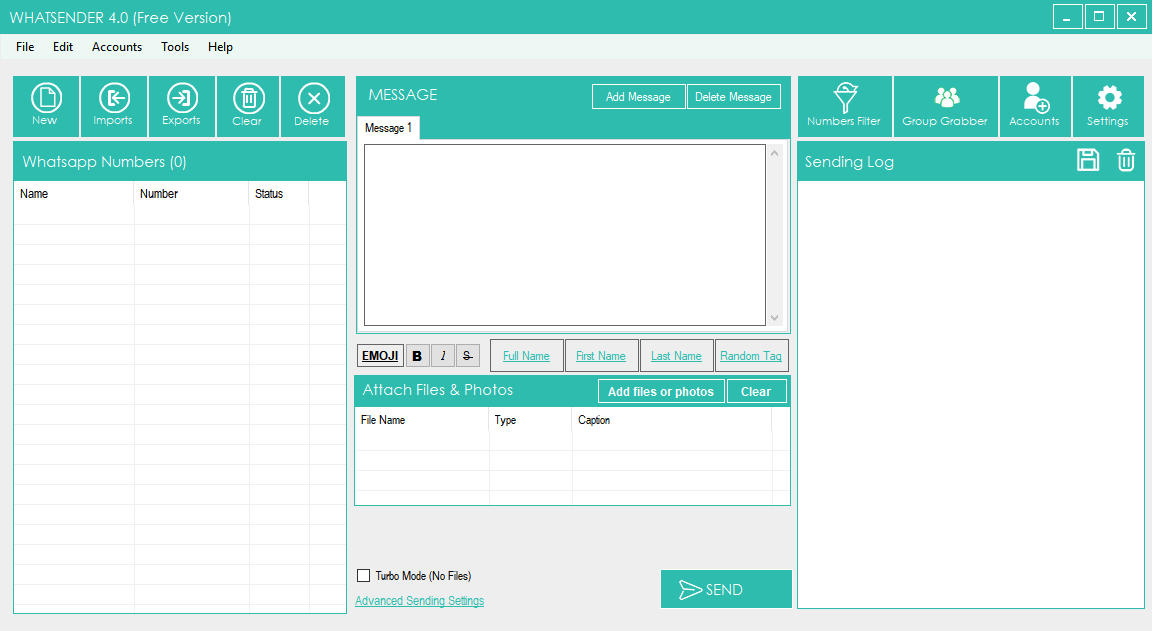 WHATSENDER 4.0 (Free Version)
File Edit Accounts Tools Help
New Imports Exports Clear Delete
Whatsapp Numbers (0)
Name Number Status
MESSAGE Add Message Delete Message
Message 1
EMOJI B I S Full Name First Name Last Name Random Tag
Attach Files & Photos Add files or photos Clear
File Name Type Caption
Turbo Mode (No Files)
Advanced Sending Settings
SEND
Numbers Filter Group Grabber Accounts Settings
Sending Log